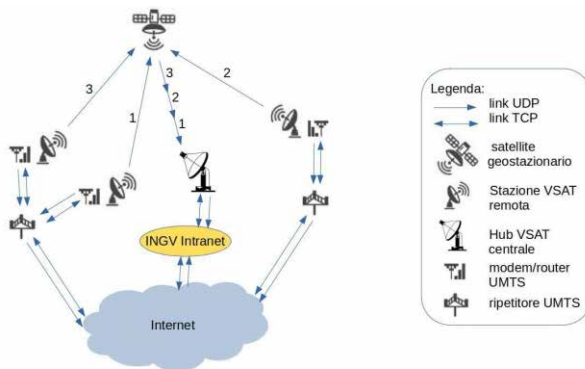 3
1
3
2
1
2
INGV Intranet
Internet
Legenda:
link UDP
link TCP
satellite
geostazionario
Stazione VSAT
remota
Hub VSAT
centrale
modem/router
UMTS
ripetitore UMTS